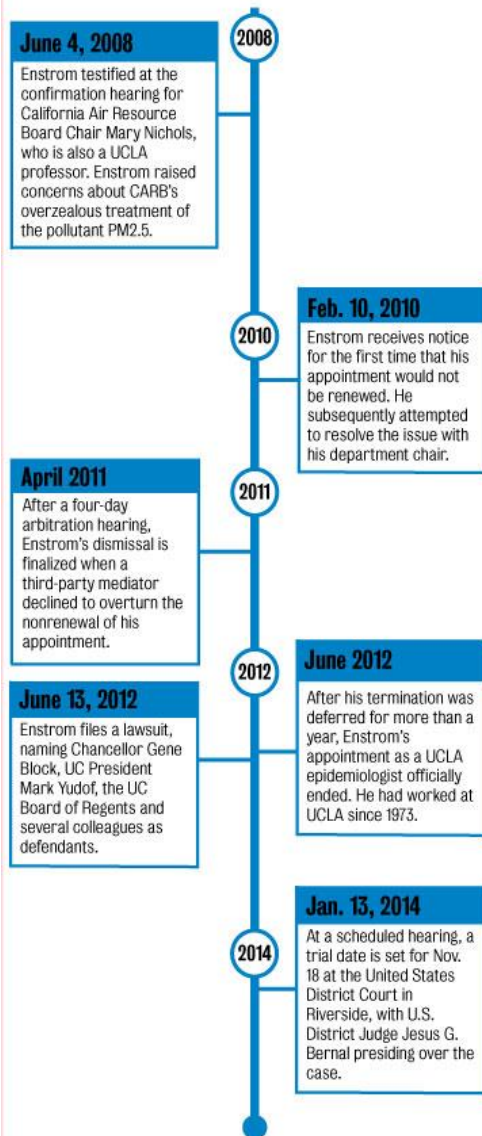 2008
June 4, 2008
Enstrom testified at the
confirmation hearing for
California Air Resource
Board Chair Mary Nichols,
who is also a UCLA
professor. Enstrom raised
concerns about CARB's
overzealous treatment of
the pollutant PM2.5.
2010
Feb. 10, 2010
Enstrom receives notice
for the first time that his
appointment would not
be renewed. He
subsequently attempted
to resolve the issue with
his department chair.
2011
April 2011
After a four-day
arbitration hearing,
Enstrom's dismissal is
finalized when a
third-party mediator
declined to overturn the
nonrenewal of his
appointment.
2012
June 2012
After his termination was
deferred for more than a
year, Enstrom's
appointment as a UCLA
epidemiologist officially
ended. He had worked at
UCLA since 1973.
June 13, 2012
Enstrom files a lawsuit,
naming Chancellor Gene
Block, UC President
Mark Yudof, the UC
Board of Regents and
several colleagues as
defendants.
2014
Jan. 13, 2014
At a scheduled hearing, a
trial date is set for Nov.
18 at the United States
District Court in
Riverside, with U.S.
District Judge Jesus G.
Bernal presiding over the
case.